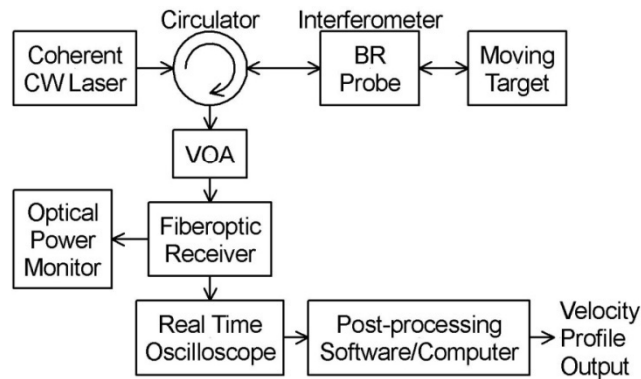 Circulator
Interferometer
Coherent
CW Laser
BR
Probe
Moving
Target
VOA
Optical
Power
Monitor
Fiberoptic
Receiver
Real Time
Oscilloscope
Post-processing
Software/Computer
Velocity
Profile
Output